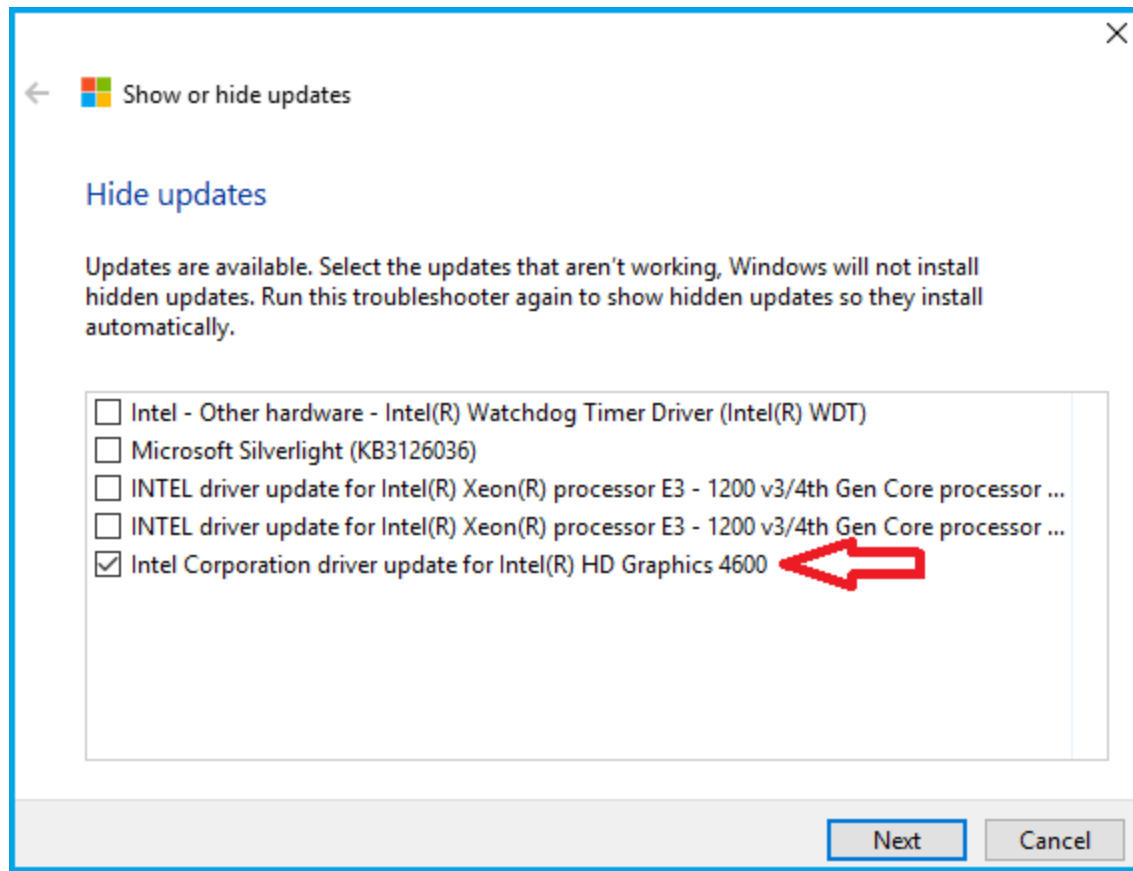 Show or hide updates
Hide updates
Updates are available. Select the updates that aren't working, Windows will not install
hidden updates. Run this troubleshooter again to show hidden updates so they install
automatically.
Intel - Other hardware - Intel(R) Watchdog Timer Driver (Intel(R) WDT)
Microsoft Silverlight (KB3126036)
INTEL driver update for Intel(R) Xeon(R) processor E3 - 1200 v3/4th Gen Core processor ...
INTEL driver update for Intel(R) Xeon(R) processor E3 - 1200 v3/4th Gen Core processor ...
Intel Corporation driver update for Intel(R) HD Graphics 4600
Next Cancel